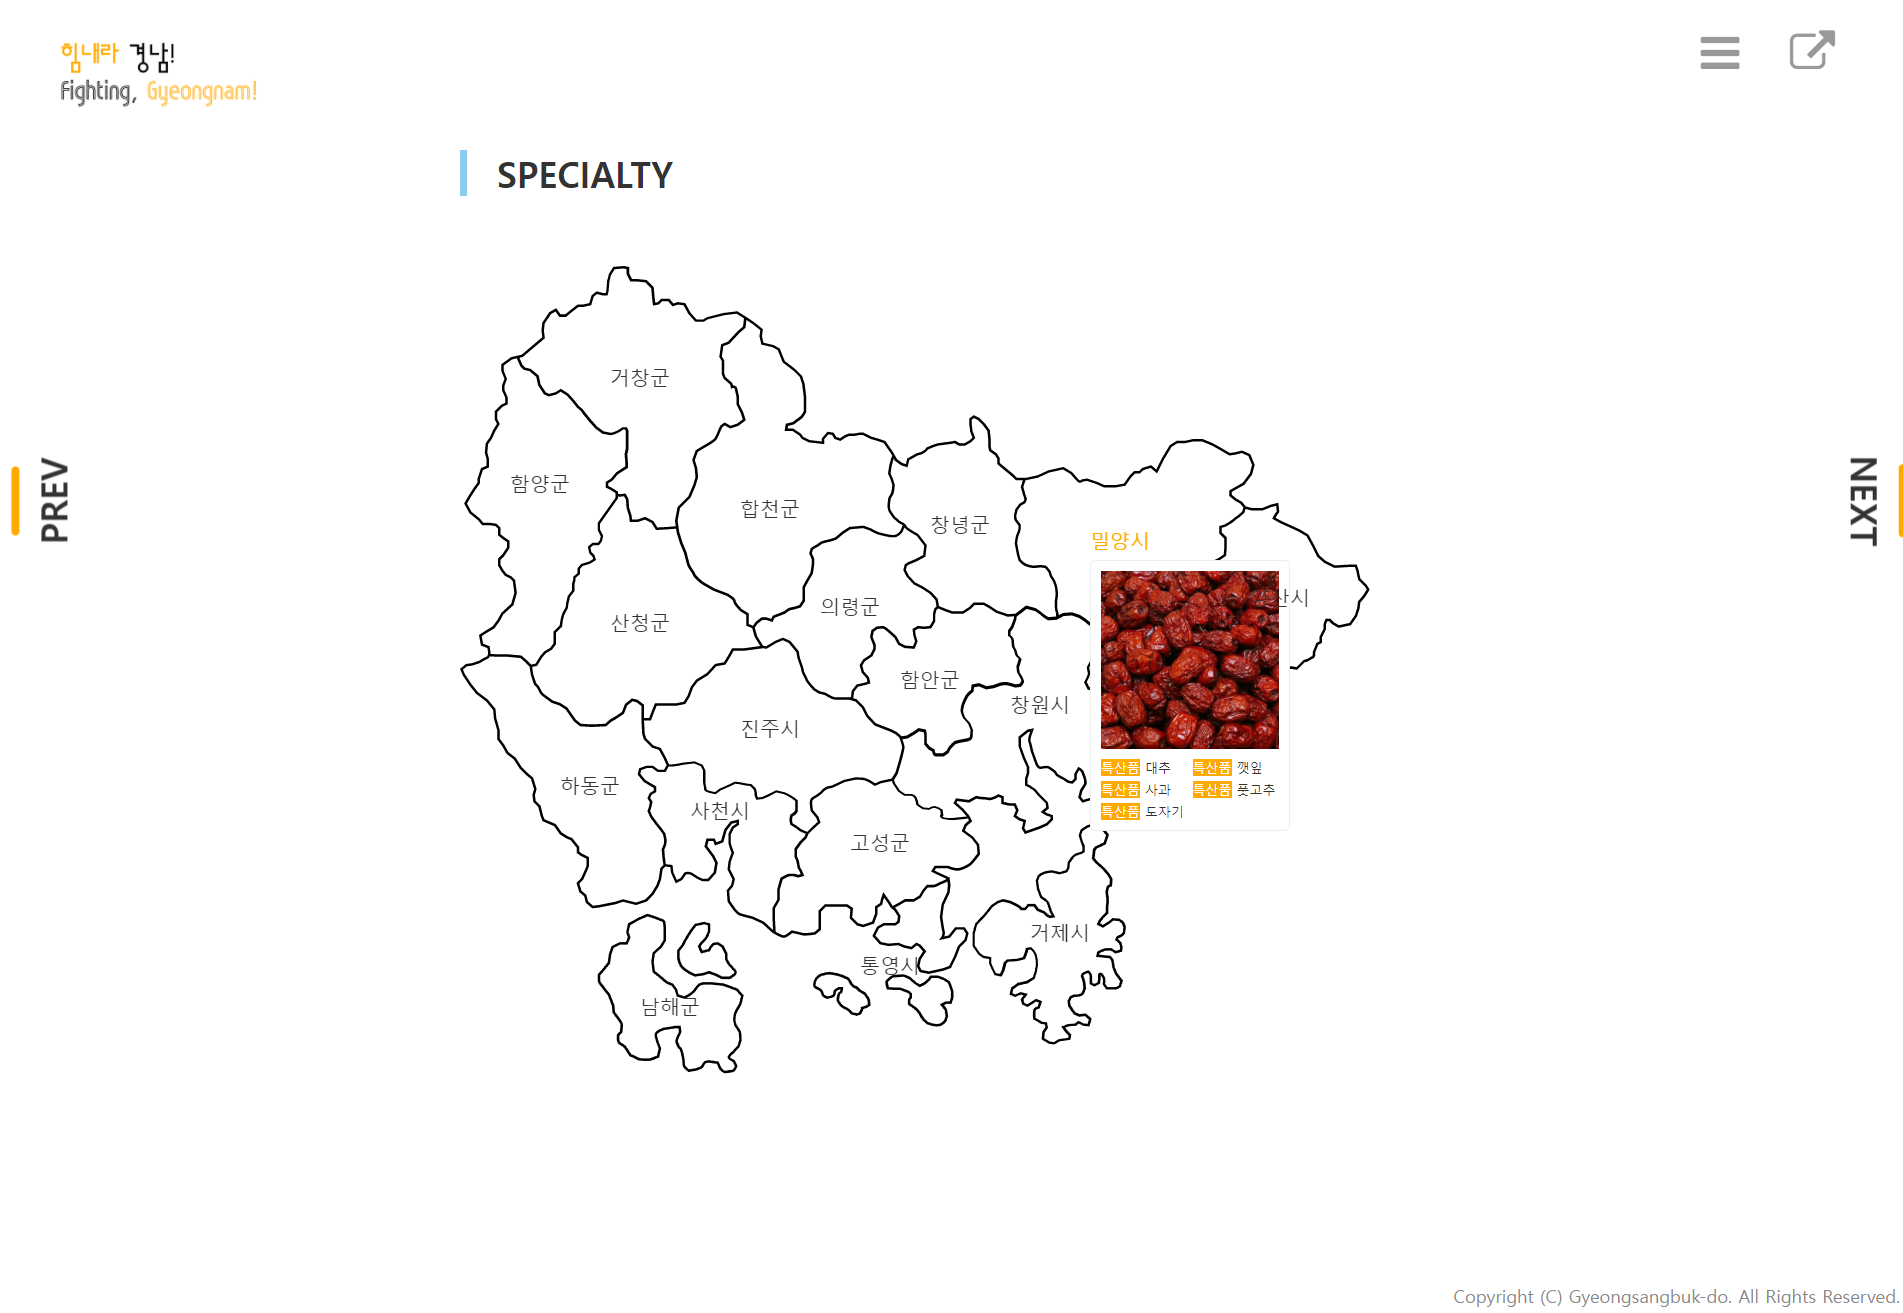 힘내라 경남!
Fighting, Gyeongnam!
SPECIALTY
거창군
함양군
합천군
창녕군
밀양시
산시
의령군
산청군
함안군
창원시
진주시
하동군
사천시
고성군
거제시
통영시
남해군
특산품 대추 특산품 깻잎
특산품 사과 특산품 풋고추
특산품 도자기
PREV
NEXT
Copyright (C) Gyeongsangbuk-do. All Rights Reserved.